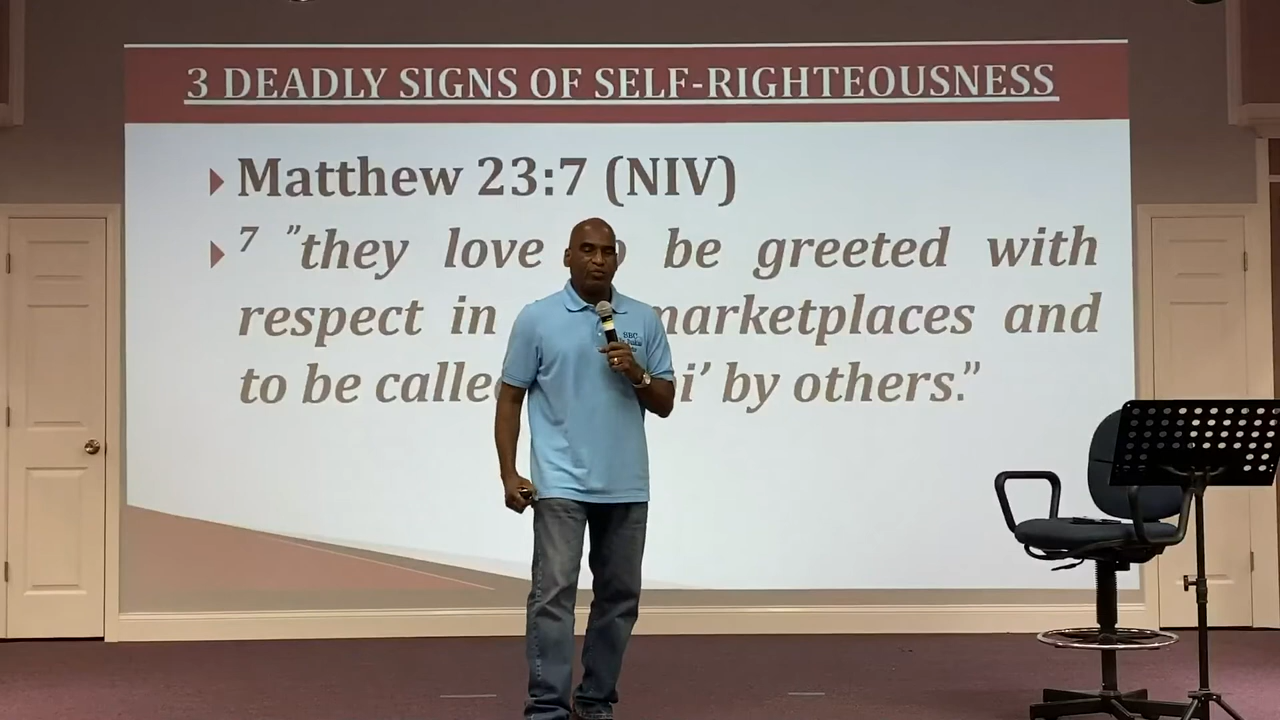 3 DEADLY SIGNS OF SELF-RIGHTEOUSNESS
Matthew 23:7 (NIV)
7 "they love be greeted with
respect in marketplaces and
to be by others.”
BBC